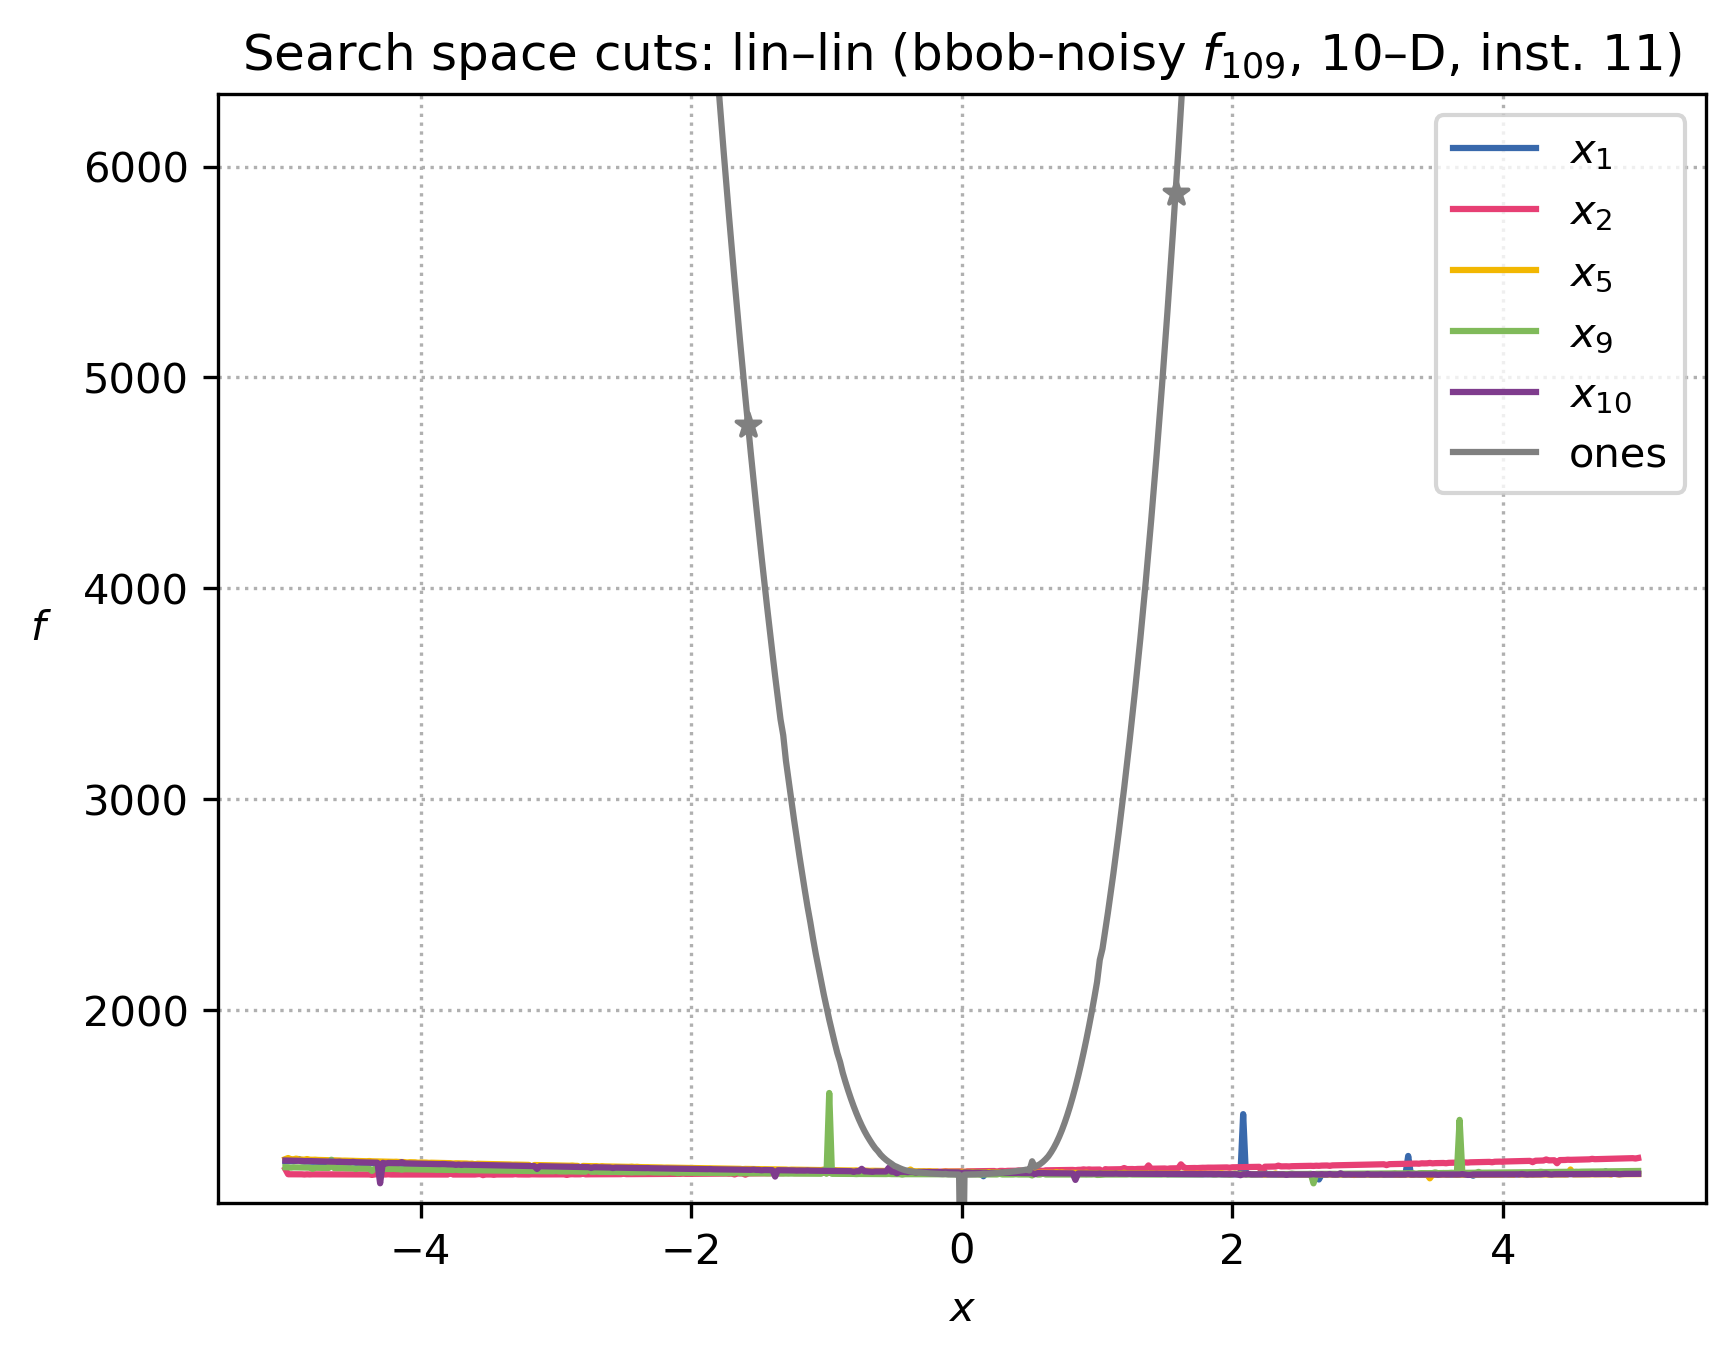 Search space cuts: lin–lin (bbob-noisy f₁₀₉, 10–D, inst. 11)
6000
5000
4000
3000
2000
f
−4
−2
0
2
4
x
x₁
x₂
x₅
x₉
x₁₀
ones